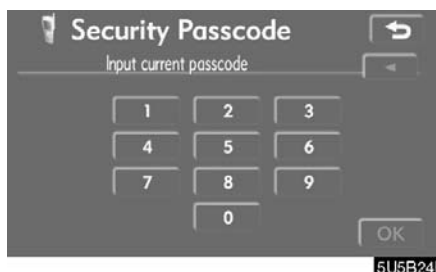 Security Passcode
Input current passcode
1 2 3
4 5 6
7 8 9
0
OK
5U5B24